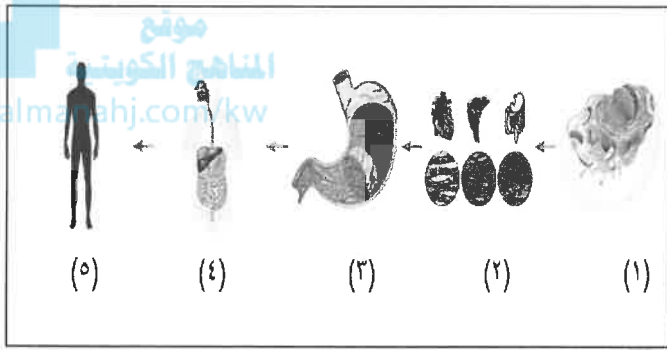 موقع
المناهج الكويتية
almanahj.com/kw
(١)
(٢)
(٣)
(٤)
(٥)